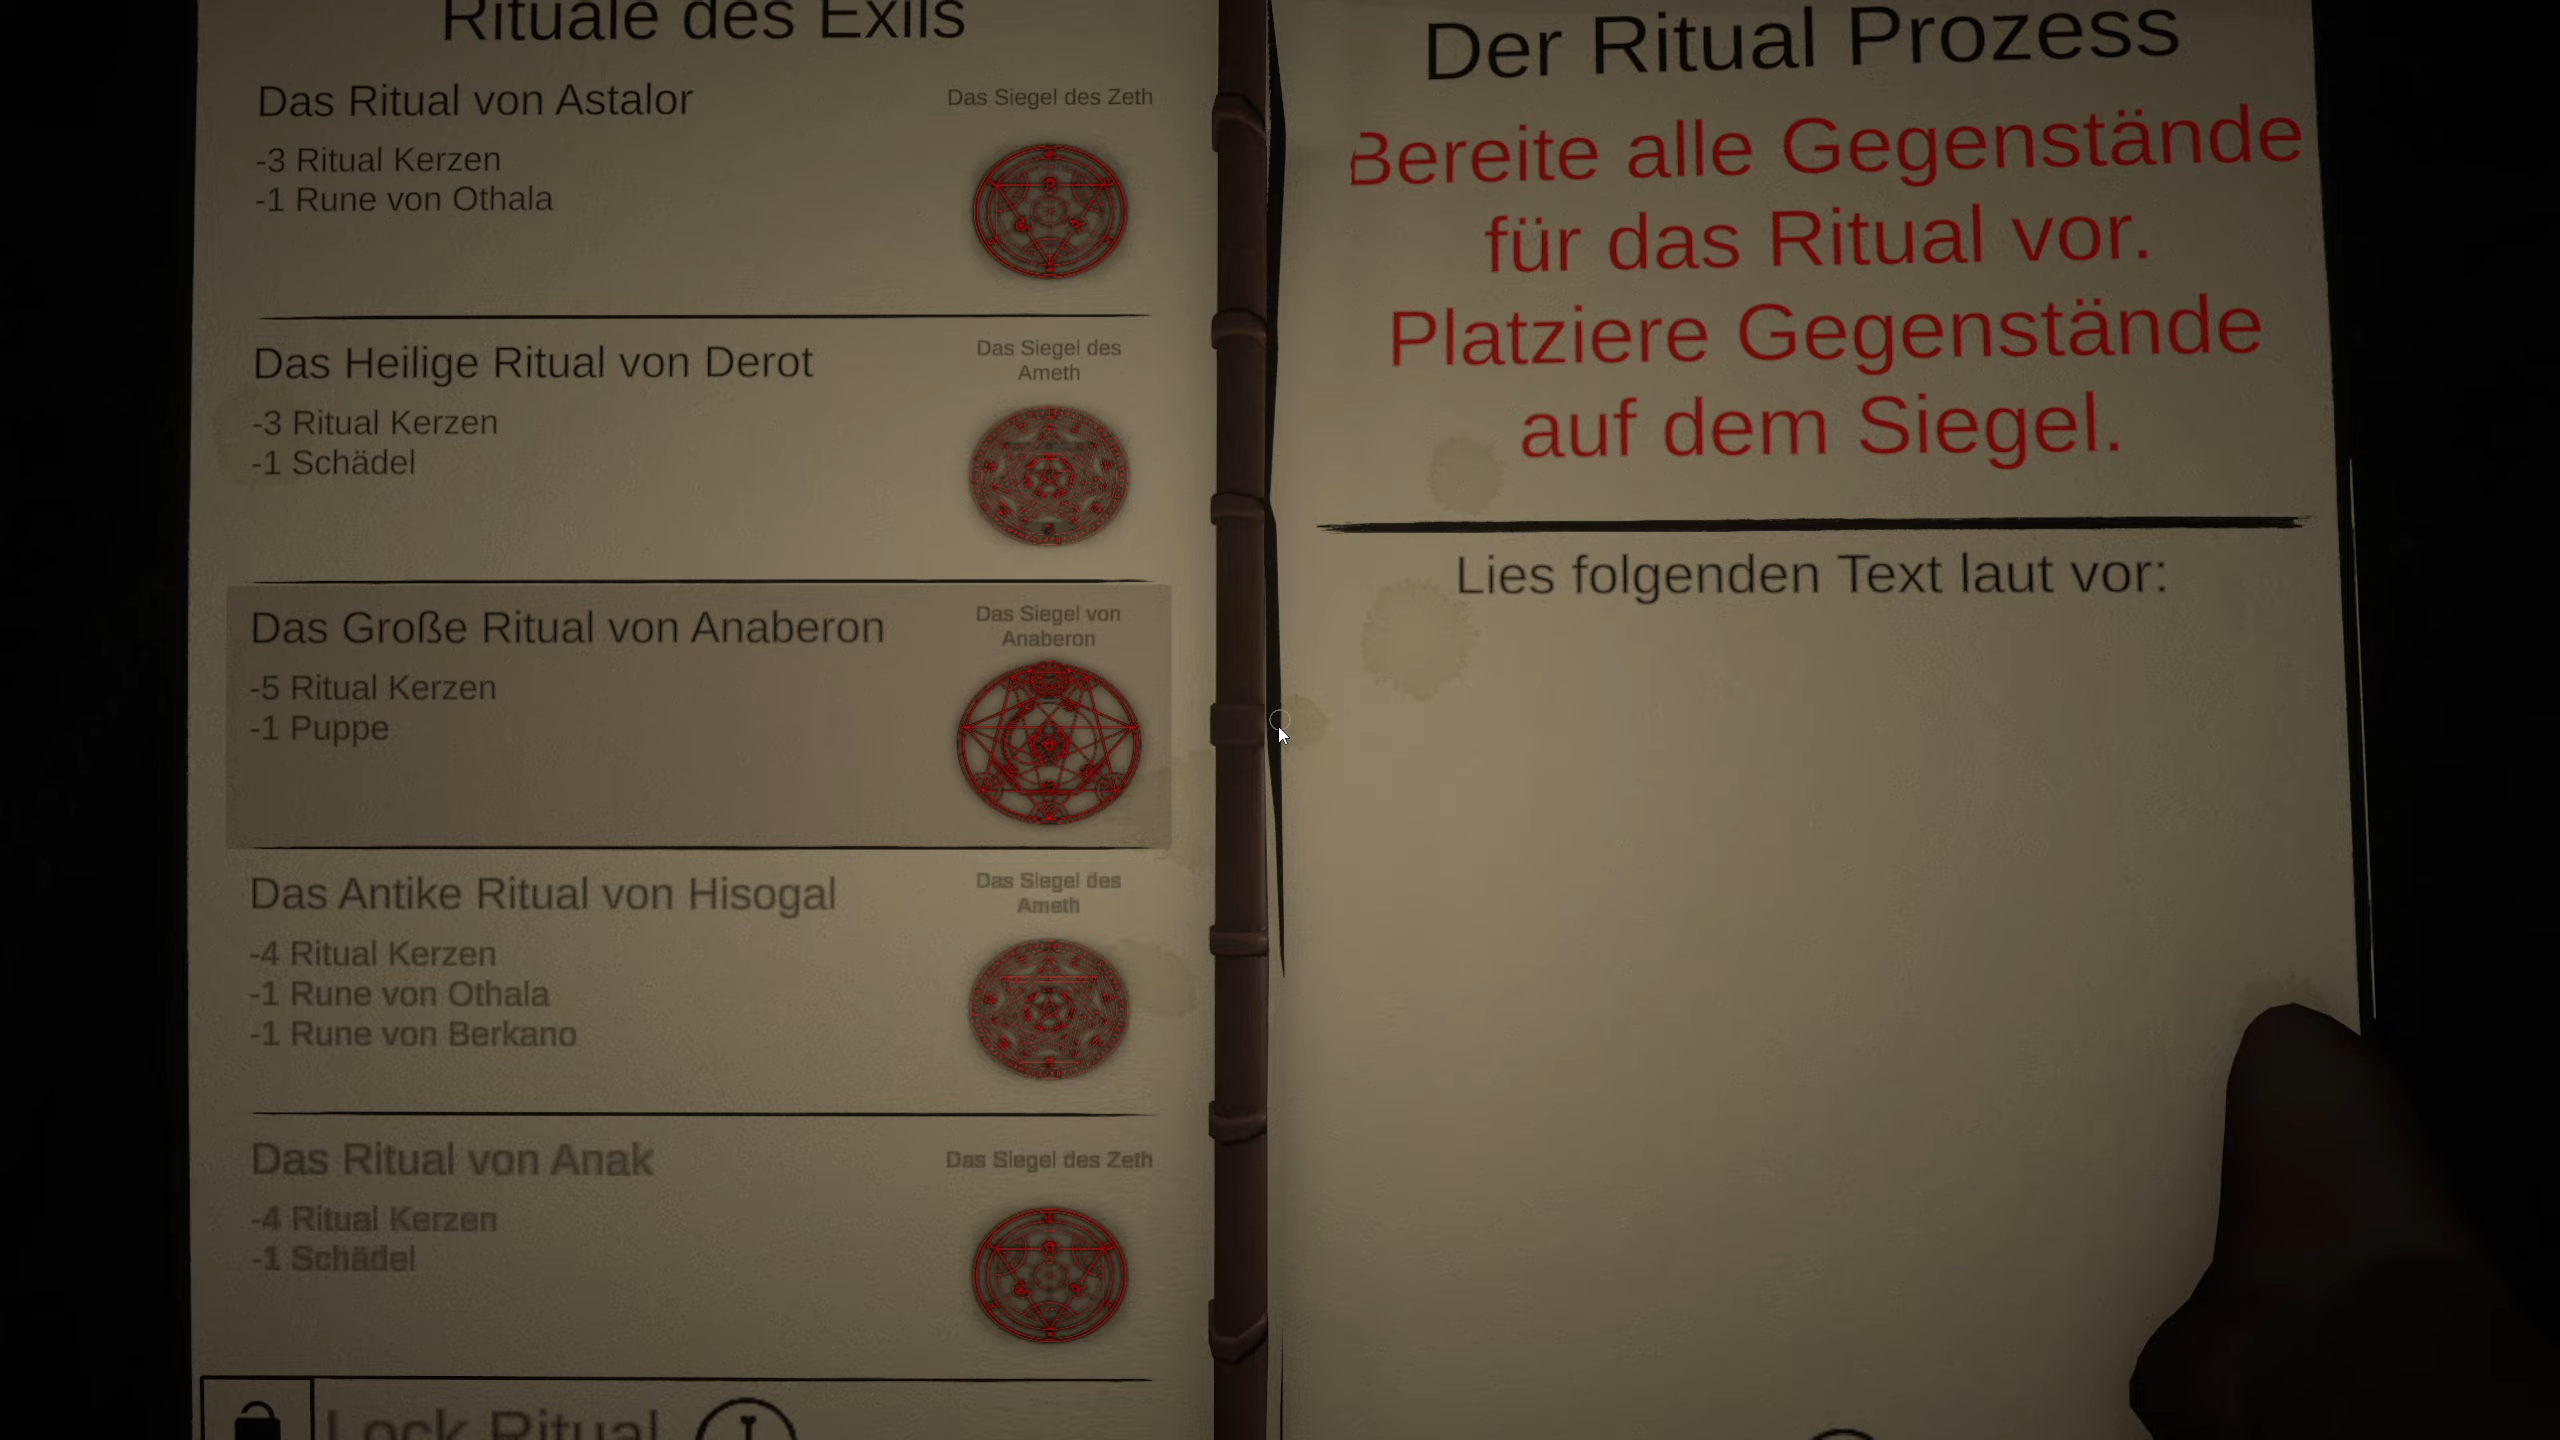 Rituale des Exils
Das Ritual von Astalor
Das Siegel des Zeth
-3 Ritual Kerzen
-1 Rune von Othala
Das Heilige Ritual von Derot
Das Siegel des
Ameth
-3 Ritual Kerzen
-1 Schädel
Das Große Ritual von Anaberon
Das Siegel von
Anaberon
-5 Ritual Kerzen
-1 Puppe
Das Antike Ritual von Hisogal
Das Siegel des
Ameth
-4 Ritual Kerzen
-1 Rune von Othala
-1 Rune von Berkano
Das Ritual von Anak
Das Siegel des Zeth
-4 Ritual Kerzen
-1 Schädel
Lock Ritual
Der Ritual Prozess
Bereite alle Gegenstände
für das Ritual vor.
Platziere Gegenstände
auf dem Siegel.
Lies folgenden Text laut vor: